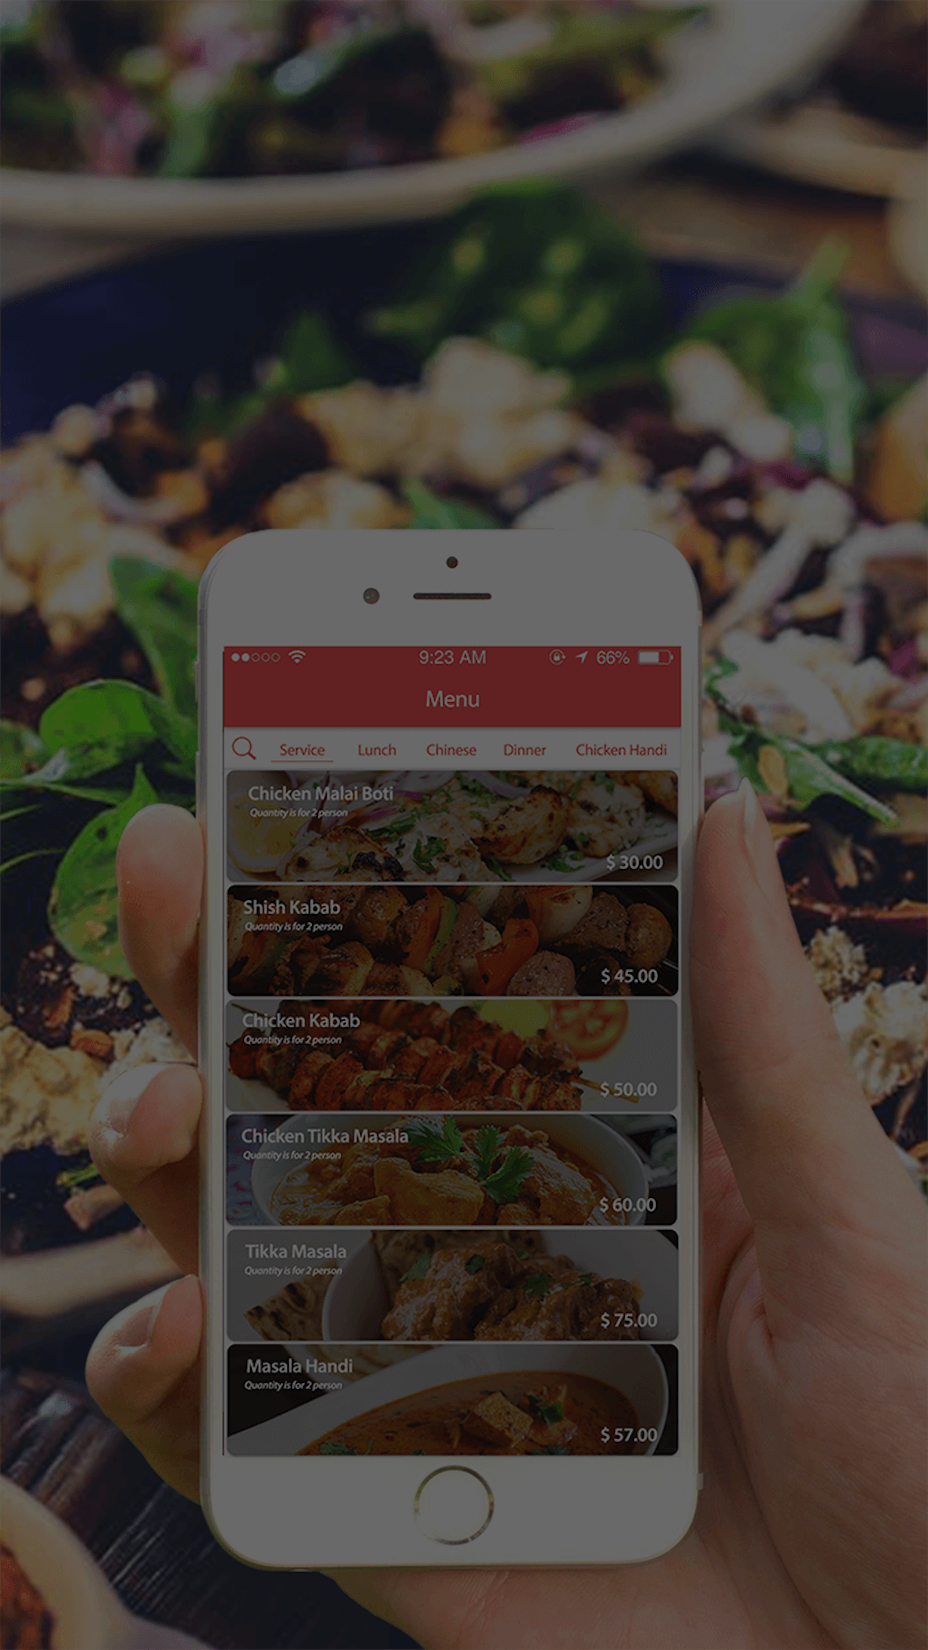 9:23 AM 66%
Menu
Service Lunch Chinese Dinner Chicken Handi
Chicken Malai Boti
Quantity is for 2 person
$ 30.00
Shish Kabab
Quantity is for 2 person
$ 45.00
Chicken Kabab
Quantity is for 2 person
$ 50.00
Chicken Tikka Masala
Quantity is for 2 person
$ 60.00
Tikka Masala
Quantity is for 2 person
$ 75.00
Masala Handi
Quantity is for 2 person
$ 57.00